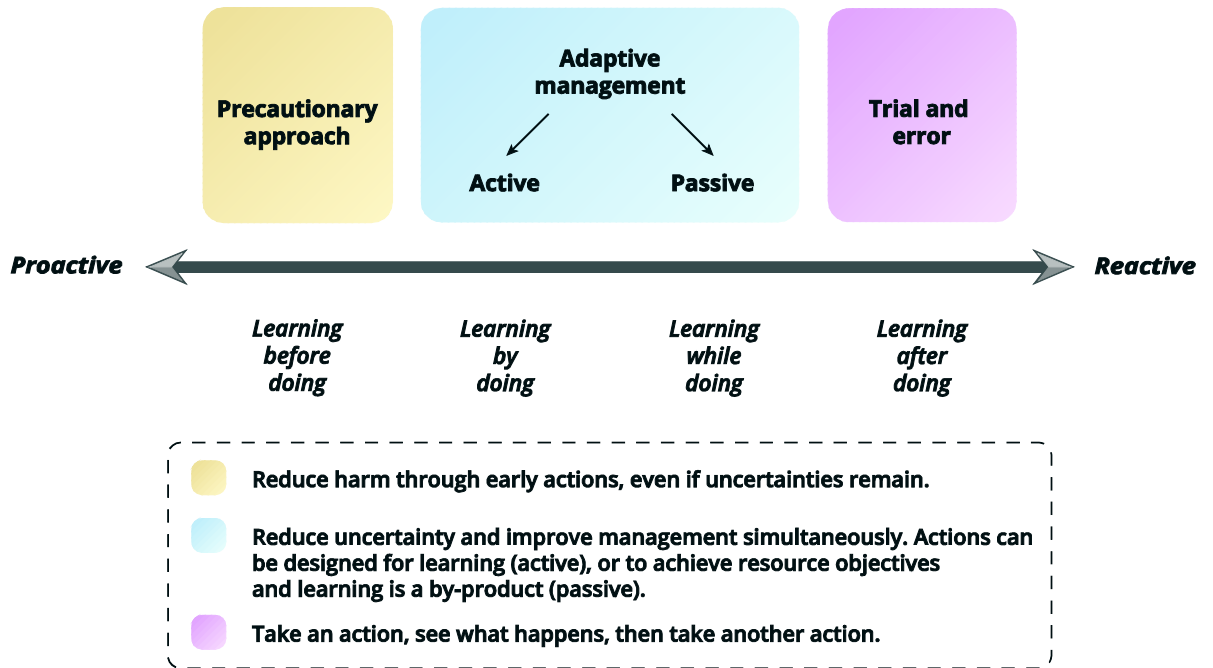 Precautionary
approach
Adaptive
management
Active
Passive
Trial and
error
Proactive
Reactive
Learning
before
doing
Learning
by
doing
Learning
while
doing
Learning
after
doing
Reduce harm through early actions, even if uncertainties remain.
Reduce uncertainty and improve management simultaneously. Actions can
be designed for learning (active), or to achieve resource objectives
and learning is a by-product (passive).
Take an action, see what happens, then take another action.